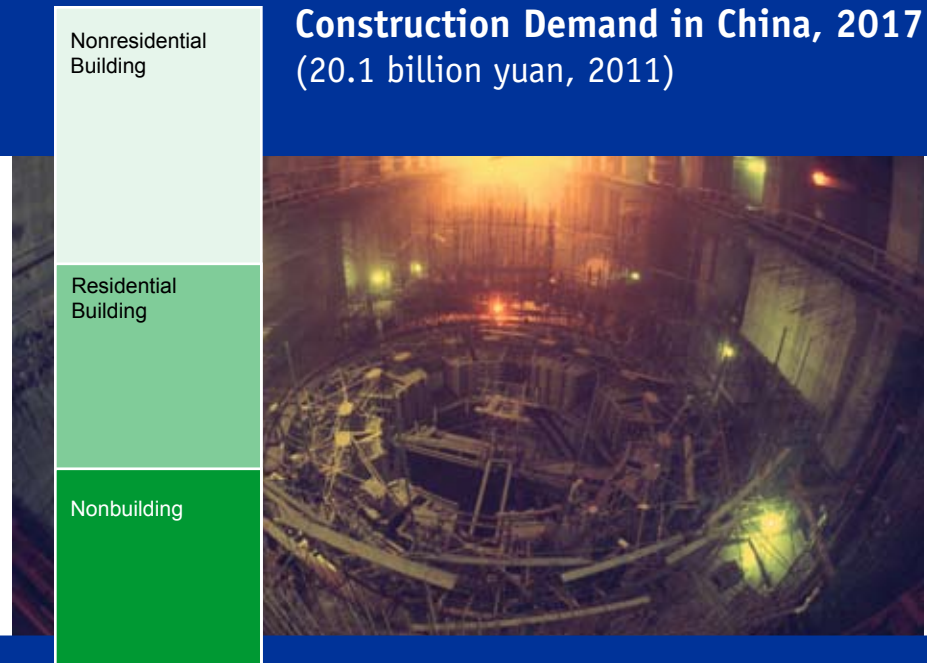 Construction Demand in China, 2017
(20.1 billion yuan, 2011)
Nonresidential
Building
Residential
Building
Nonbuilding